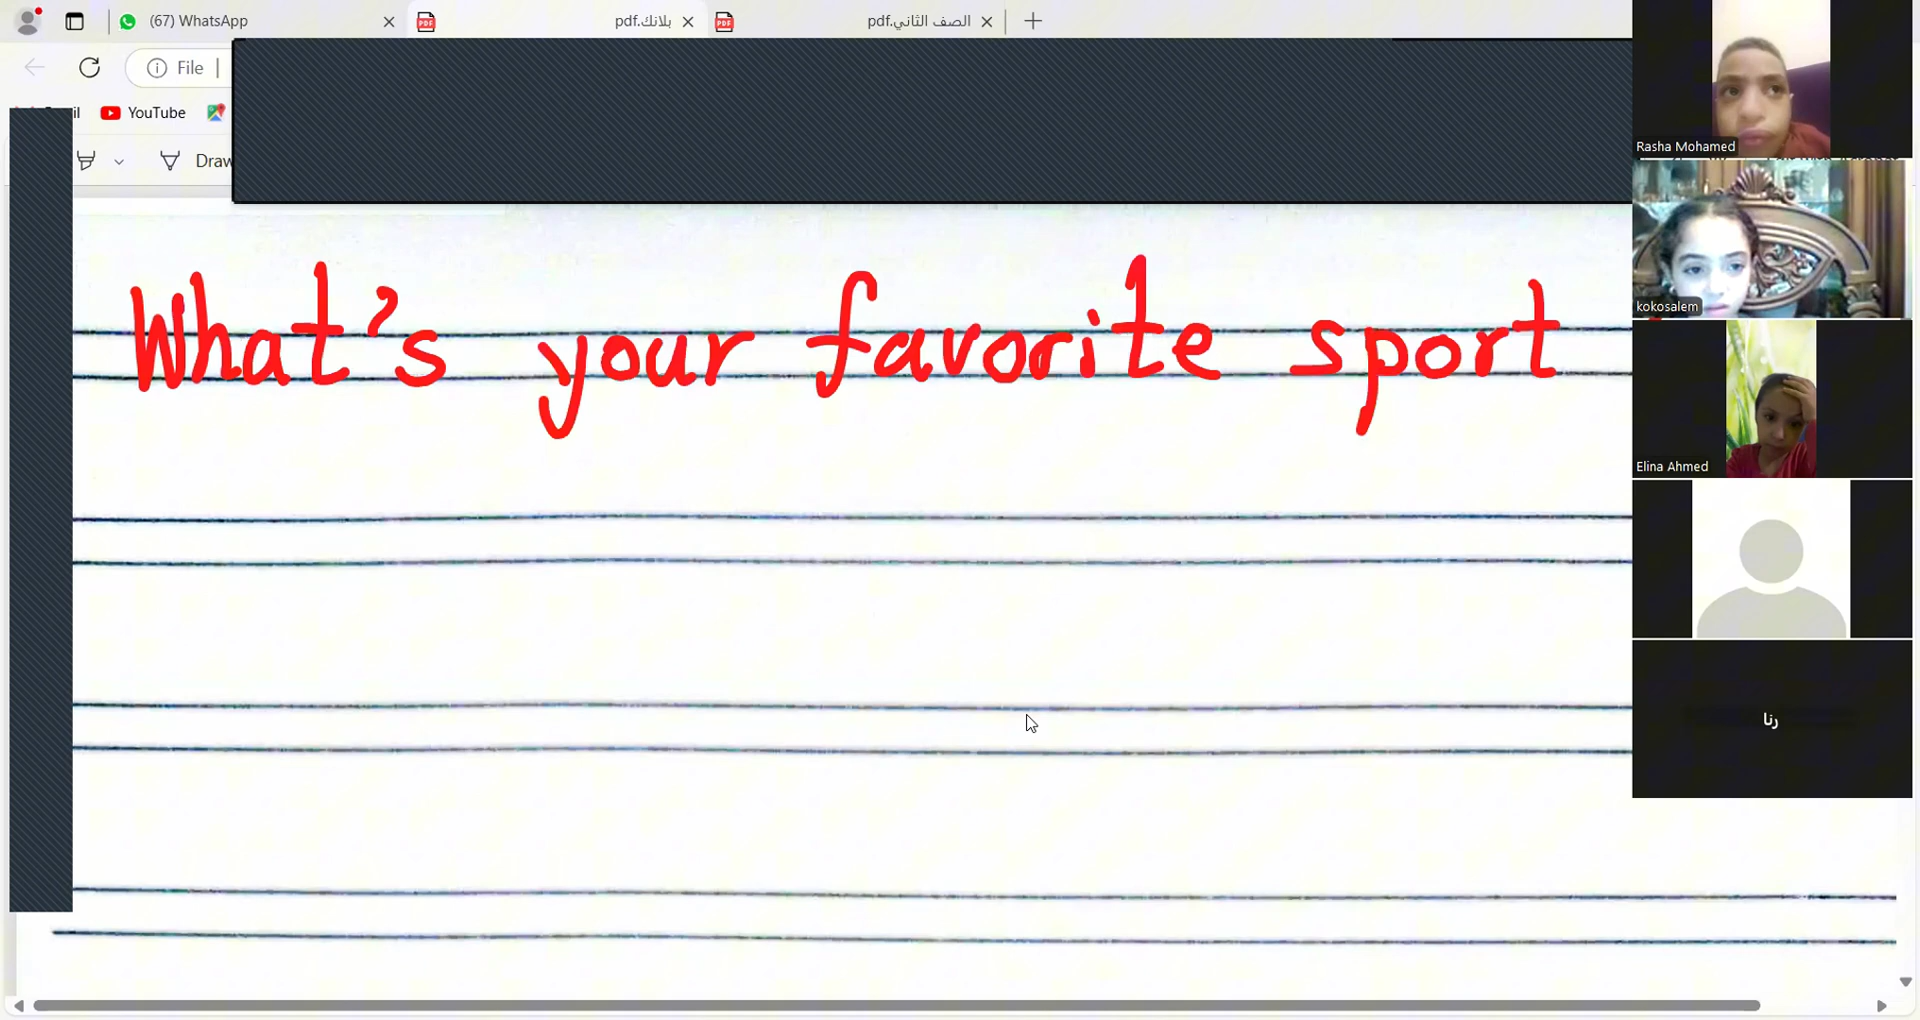 (67) WhatsApp
بلانك.pdf
الصف الثاني.pdf
File
YouTube
Draw
What's your favorite sport
Rasha Mohamed
kokosalem
Elina Ahmed
رنا